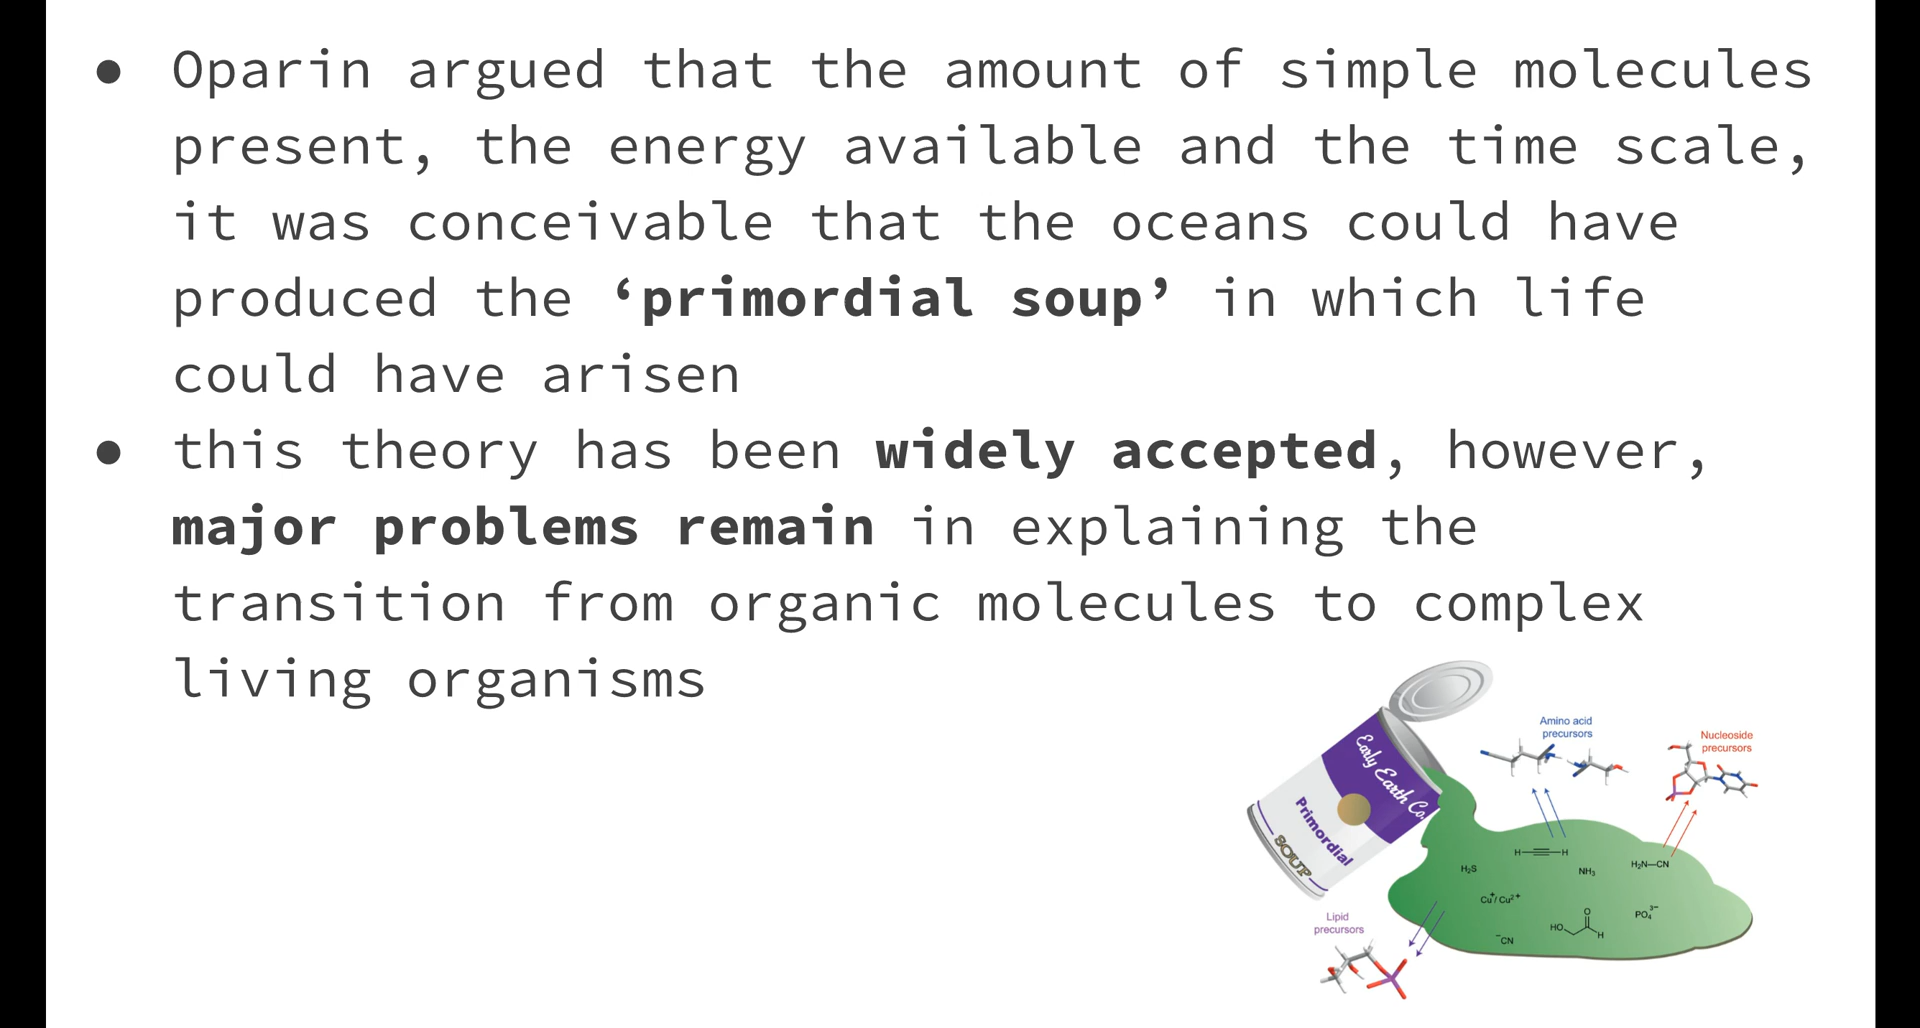 ● Oparin argued that the amount of simple molecules
present, the energy available and the time scale,
it was conceivable that the oceans could have
produced the ‘primordial soup’ in which life
could have arisen
● this theory has been widely accepted, however,
major problems remain in explaining the
transition from organic molecules to complex
living organisms
Early Earth Co.
Primordial
SOUP
Amino acid
precursors
Nucleoside
precursors
H≡H
H₂S
NH₃
H₂N—CN
Cu⁺/Cu²⁺
PO₄³⁻
HO
O
H
⁻CN
Lipid
precursors